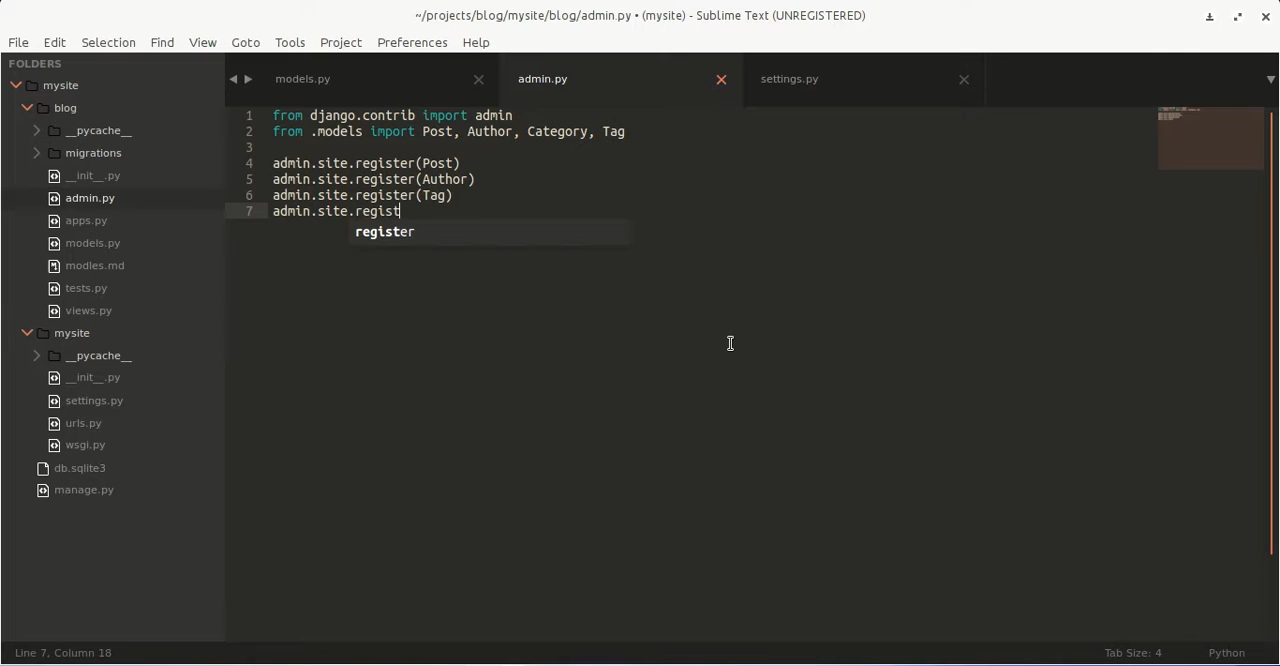 ~/projects/blog/mysite/blog/admin.py • (mysite) - Sublime Text (UNREGISTERED)
File Edit Selection Find View Goto Tools Project Preferences Help
FOLDERS
mysite
blog
__pycache__
migrations
__init__.py
admin.py
apps.py
models.py
modles.md
tests.py
views.py
mysite
__pycache__
__init__.py
settings.py
urls.py
wsgi.py
db.sqlite3
manage.py
models.py admin.py settings.py
1 from django.contrib import admin
2 from .models import Post, Author, Category, Tag
3
4 admin.site.register(Post)
5 admin.site.register(Author)
6 admin.site.register(Tag)
7 admin.site.regist
register
Line 7, Column 18 Tab Size: 4 Python